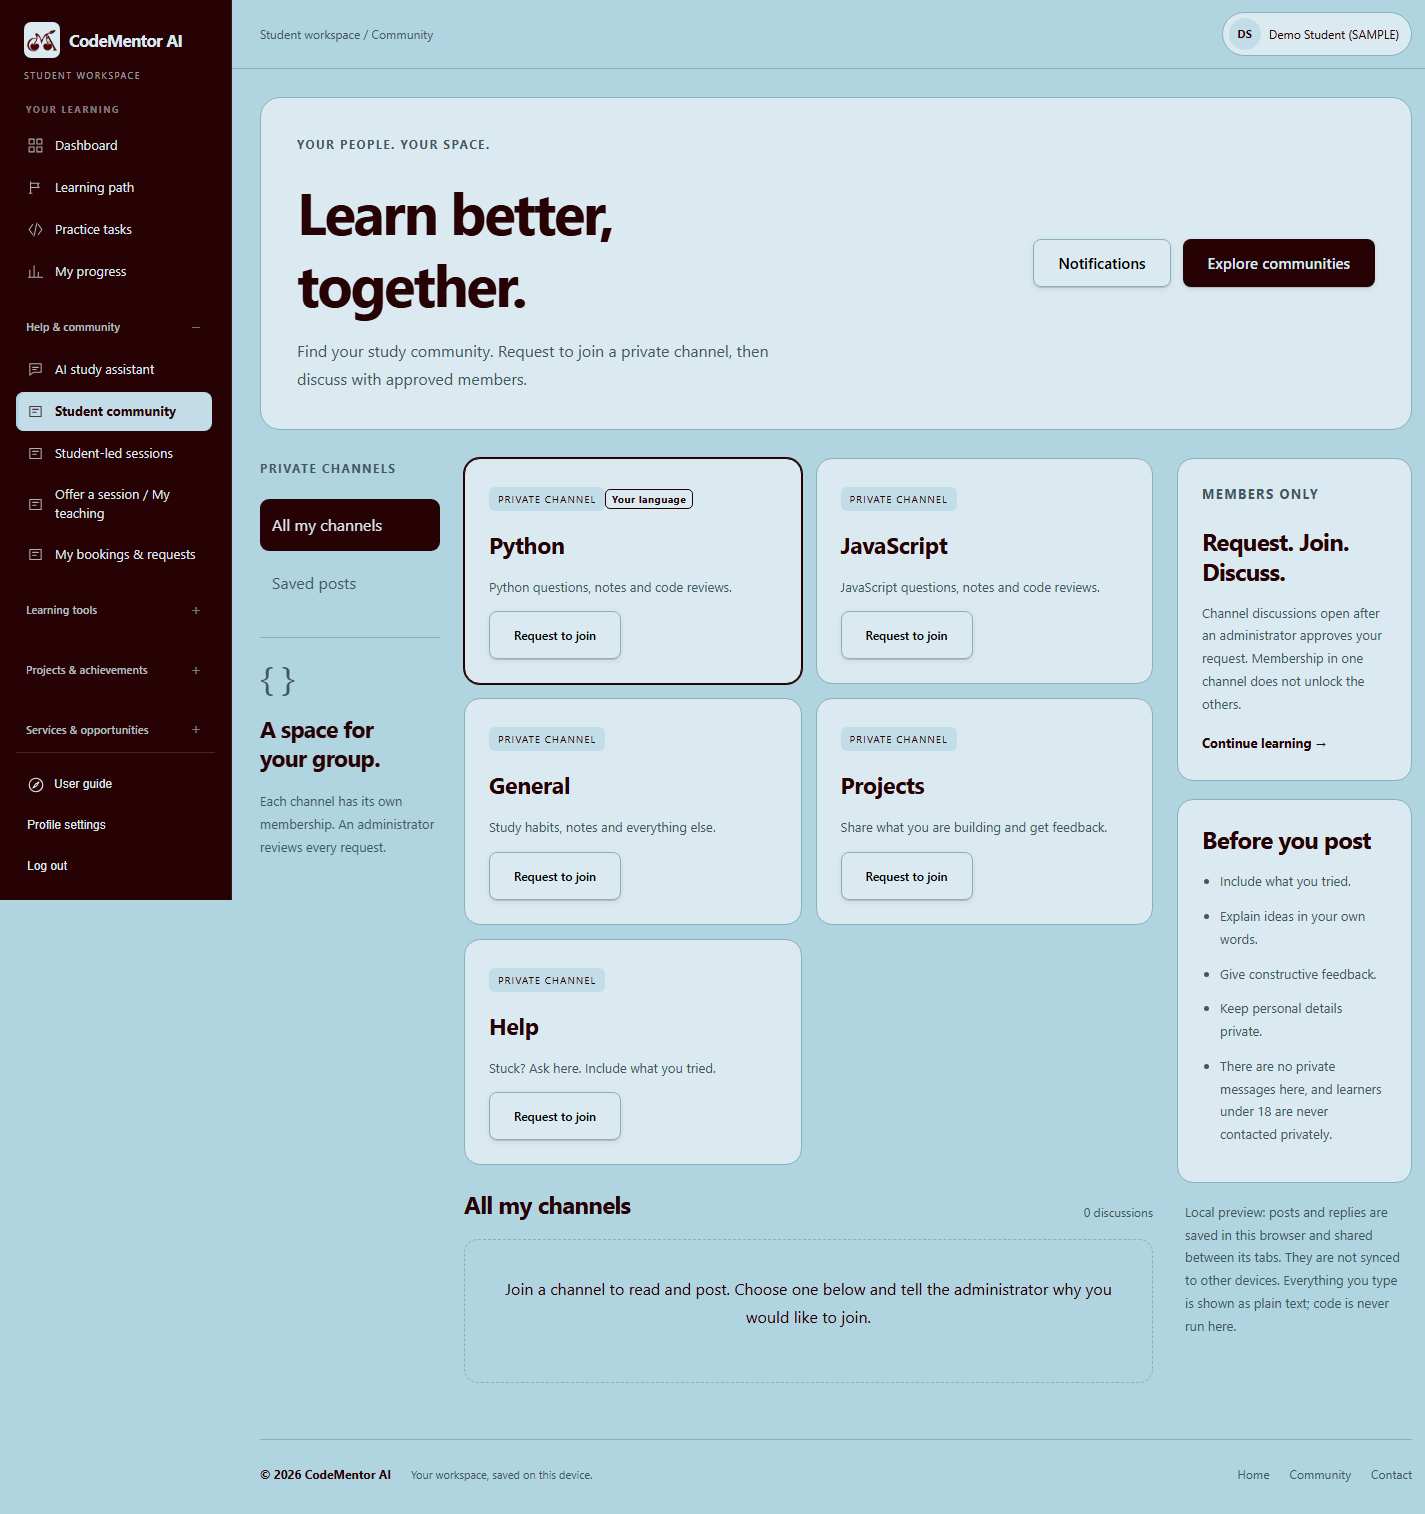 CodeMentor AI
STUDENT WORKSPACE
YOUR LEARNING
Dashboard
Learning path
Practice tasks
My progress
Help & community
AI study assistant
Student community
Student-led sessions
Offer a session / My
teaching
My bookings & requests
Learning tools
Projects & achievements
Services & opportunities
User guide
Profile settings
Log out
Student workspace / Community
DS
Demo Student (SAMPLE)
YOUR PEOPLE. YOUR SPACE.
Learn better,
together.
Find your study community. Request to join a private channel, then
discuss with approved members.
Notifications
Explore communities
PRIVATE CHANNELS
All my channels
Saved posts
{ }
A space for
your group.
Each channel has its own
membership. An administrator
reviews every request.
PRIVATE CHANNEL
Your language
Python
Python questions, notes and code reviews.
Request to join
PRIVATE CHANNEL
JavaScript
JavaScript questions, notes and code reviews.
Request to join
PRIVATE CHANNEL
General
Study habits, notes and everything else.
Request to join
PRIVATE CHANNEL
Projects
Share what you are building and get feedback.
Request to join
PRIVATE CHANNEL
Help
Stuck? Ask here. Include what you tried.
Request to join
All my channels
0 discussions
Join a channel to read and post. Choose one below and tell the administrator why you
would like to join.
MEMBERS ONLY
Request. Join.
Discuss.
Channel discussions open after
an administrator approves your
request. Membership in one
channel does not unlock the
others.
Continue learning →
Before you post
Include what you tried.
Explain ideas in your own
words.
Give constructive feedback.
Keep personal details
private.
There are no private
messages here, and learners
under 18 are never
contacted privately.
Local preview: posts and replies are
saved in this browser and shared
between its tabs. They are not synced
to other devices. Everything you type
is shown as plain text; code is never
run here.
© 2026 CodeMentor AI
Your workspace, saved on this device.
Home
Community
Contact